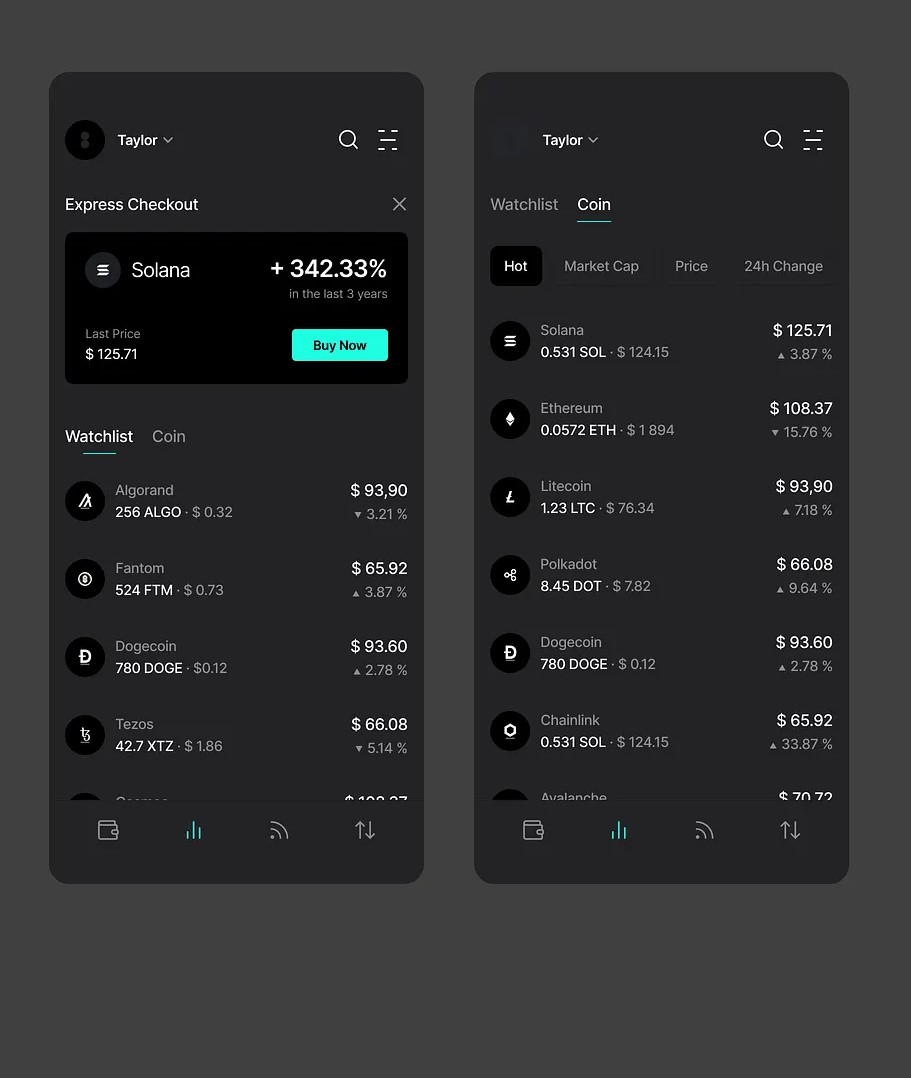 Taylor
Express Checkout
Solana
+ 342.33%
in the last 3 years
Last Price
$ 125.71
Buy Now
Watchlist Coin
Algorand $ 93,90
256 ALGO · $ 0.32 ▼ 3.21 %
Fantom $ 65.92
524 FTM · $ 0.73 ▲ 3.87 %
Dogecoin $ 93.60
780 DOGE · $0.12 ▲ 2.78 %
Tezos $ 66.08
42.7 XTZ · $ 1.86 ▼ 5.14 %
Cosmos $ 108.37
Taylor
Watchlist Coin
Hot Market Cap Price 24h Change
Solana $ 125.71
0.531 SOL · $ 124.15 ▲ 3.87 %
Ethereum $ 108.37
0.0572 ETH · $ 1 894 ▼ 15.76 %
Litecoin $ 93,90
1.23 LTC · $ 76.34 ▲ 7.18 %
Polkadot $ 66.08
8.45 DOT · $ 7.82 ▲ 9.64 %
Dogecoin $ 93.60
780 DOGE · $ 0.12 ▲ 2.78 %
Chainlink $ 65.92
0.531 SOL · $ 124.15 ▲ 33.87 %
Avalanche $ 70.72